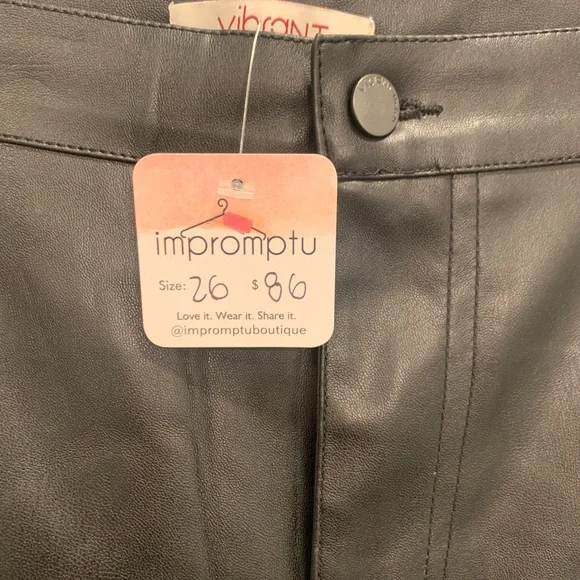 vibrant
impromptu
Size: 26 $ 86
Love it. Wear it. Share it.
@impromptuboutique